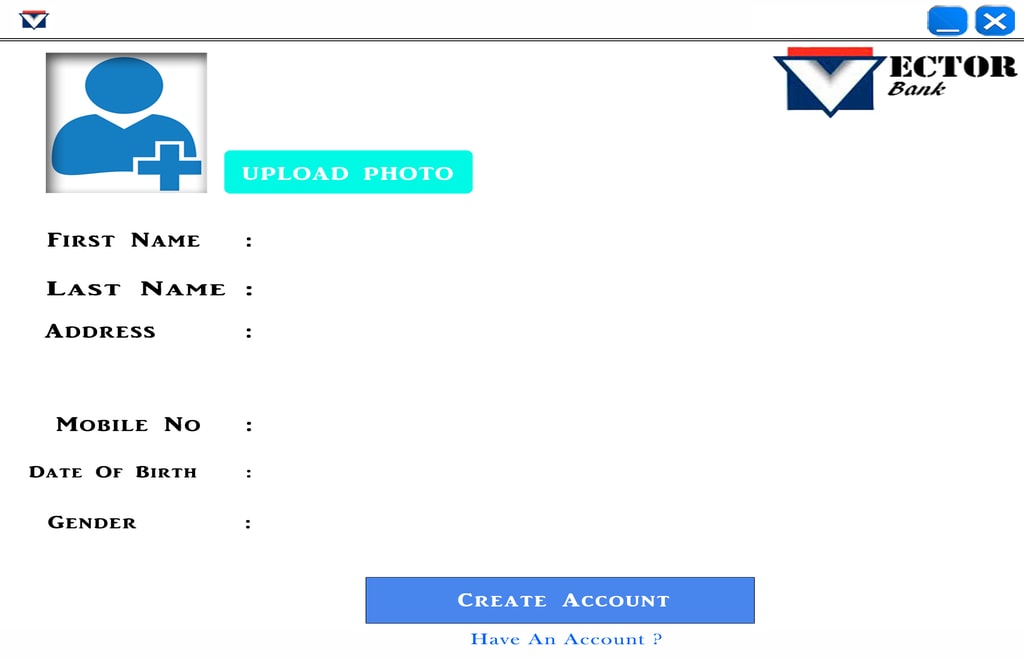 ECTOR
Bank
UPLOAD PHOTO
First Name :
Last Name :
Address :
Mobile No :
Date Of Birth :
Gender :
Create Account
Have An Account ?